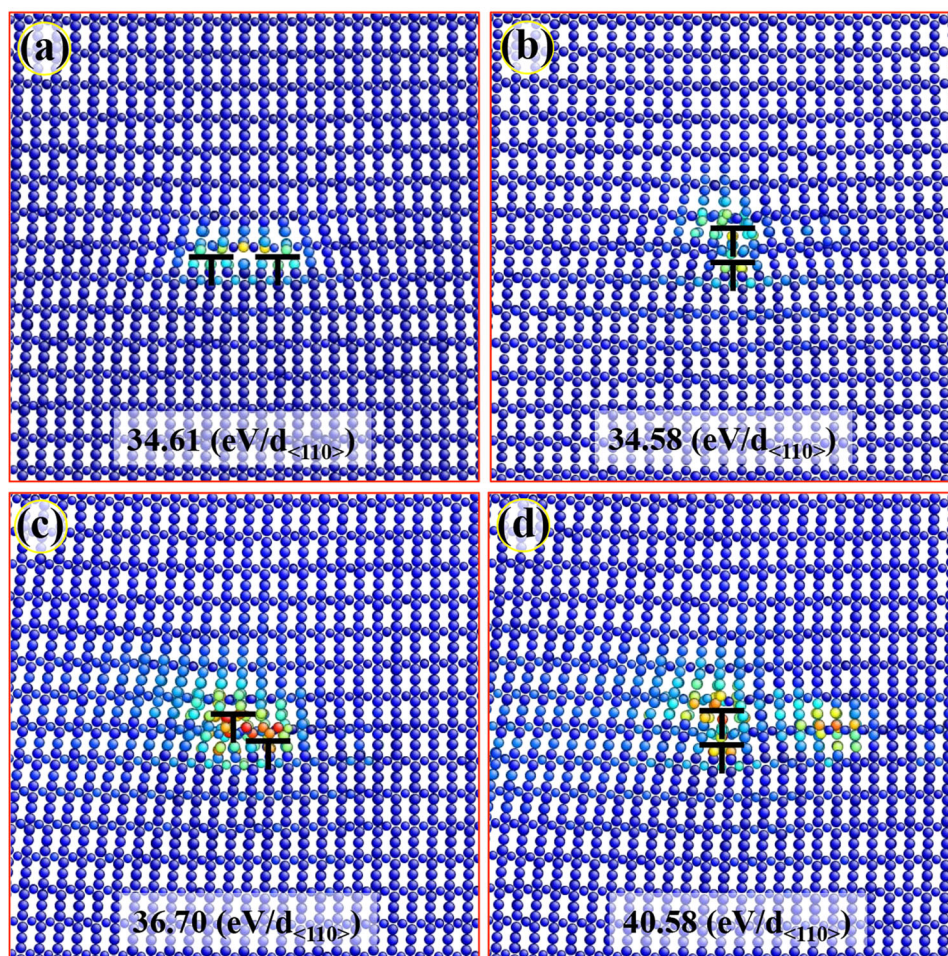 (a)
(b)
34.61 (eV/d<110>)
34.58 (eV/d<110>)
(c)
(d)
36.70 (eV/d<110>)
40.58 (eV/d<110>)